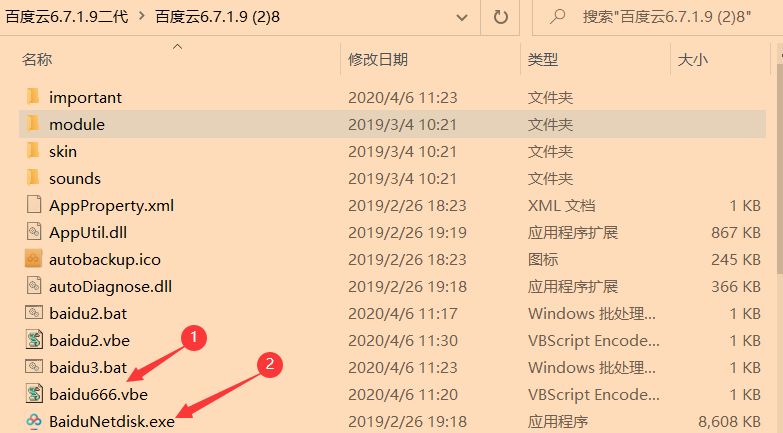 百度云6.7.1.9二代 > 百度云6.7.1.9 (2)8 搜索"百度云6.7.1.9 (2)8"
名称 修改日期 类型 大小
important 2020/4/6 11:23 文件夹
module 2019/3/4 10:21 文件夹
skin 2019/3/4 10:21 文件夹
sounds 2019/3/4 10:21 文件夹
AppProperty.xml 2019/2/26 18:23 XML 文档 1 KB
AppUtil.dll 2019/2/26 19:19 应用程序扩展 867 KB
autobackup.ico 2019/2/26 18:23 图标 245 KB
autoDiagnose.dll 2019/2/26 19:18 应用程序扩展 366 KB
baidu2.bat 2020/4/6 11:17 Windows 批处理... 1 KB
baidu2.vbe 2020/4/6 11:30 VBScript Encode... 1 KB
1
baidu3.bat 2020/4/6 11:23 Windows 批处理... 1 KB
2
baidu666.vbe 2020/4/6 11:20 VBScript Encode... 1 KB
BaiduNetdisk.exe 2019/2/26 19:18 应用程序 8,608 KB